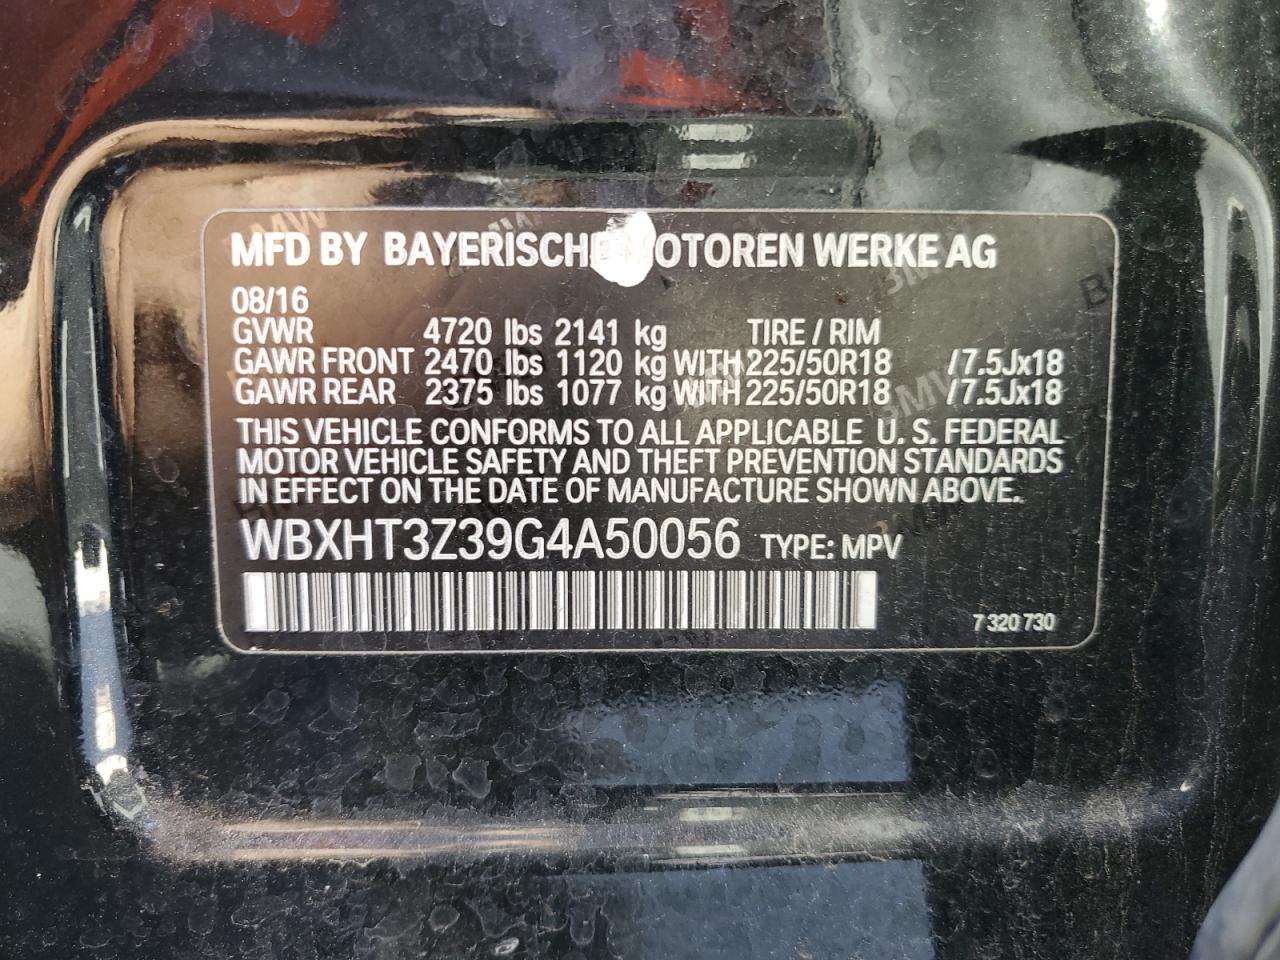 MFD BY BAYERISCHE MOTOREN WERKE AG
08/16
GVWR 4720 lbs 2141 kg TIRE / RIM
GAWR FRONT 2470 lbs 1120 kg WITH 225/50R18 /7.5Jx18
GAWR REAR 2375 lbs 1077 kg WITH 225/50R18 /7.5Jx18
THIS VEHICLE CONFORMS TO ALL APPLICABLE U. S. FEDERAL
MOTOR VEHICLE SAFETY AND THEFT PREVENTION STANDARDS
IN EFFECT ON THE DATE OF MANUFACTURE SHOWN ABOVE.
WBXHT3Z39G4A50056 TYPE: MPV
7 320 730